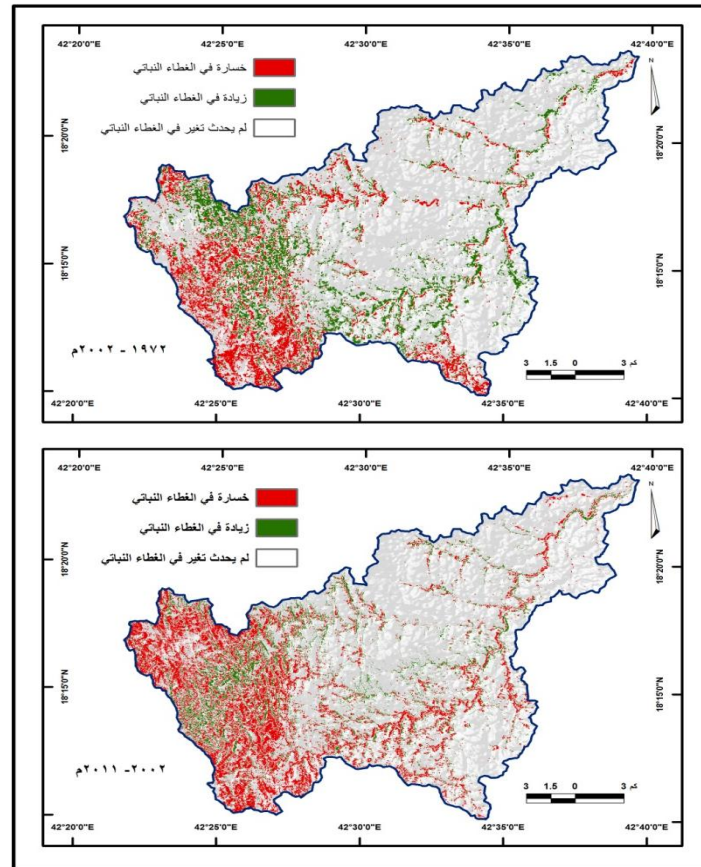 42°20'0"E 42°25'0"E 42°30'0"E 42°35'0"E 42°40'0"E
خسارة في الغطاء النباتي
زيادة في الغطاء النباتي
لم يحدث تغير في الغطاء النباتي
N
18°20'0"N 18°20'0"N
18°15'0"N 18°15'0"N
١٩٧٢ - ٢٠٠٢م
3 1.5 0 3 كم
42°20'0"E 42°25'0"E 42°30'0"E 42°35'0"E 42°40'0"E
42°20'0"E 42°25'0"E 42°30'0"E 42°35'0"E 42°40'0"E
خسارة في الغطاء النباتي
زيادة في الغطاء النباتي
لم يحدث تغير في الغطاء النباتي
N
18°20'0"N 18°20'0"N
18°15'0"N 18°15'0"N
٢٠٠٢- ٢٠١١م
3 1.5 0 3 كم
42°20'0"E 42°25'0"E 42°30'0"E 42°35'0"E 42°40'0"E